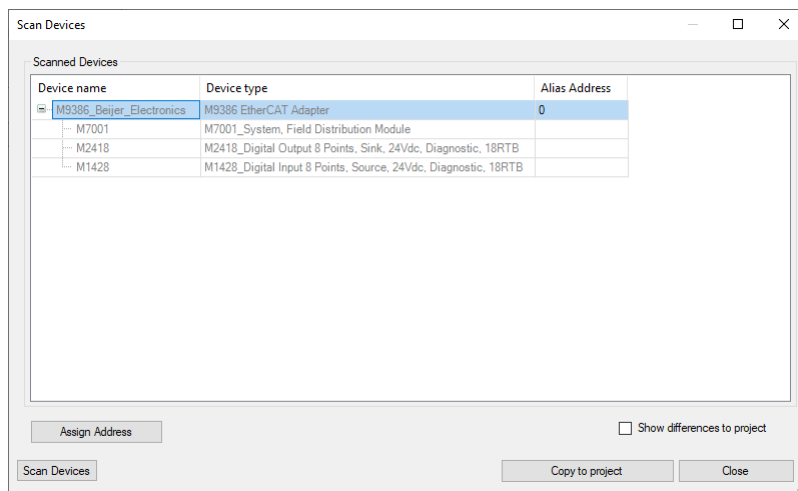 Scan Devices
Scanned Devices
Device name Device type Alias Address
M9386_Beijer_Electronics M9386 EtherCAT Adapter 0
M7001 M7001_System, Field Distribution Module
M2418 M2418_Digital Output 8 Points, Sink, 24Vdc, Diagnostic, 18RTB
M1428 M1428_Digital Input 8 Points, Source, 24Vdc, Diagnostic, 18RTB
Assign Address Show differences to project
Scan Devices Copy to project Close